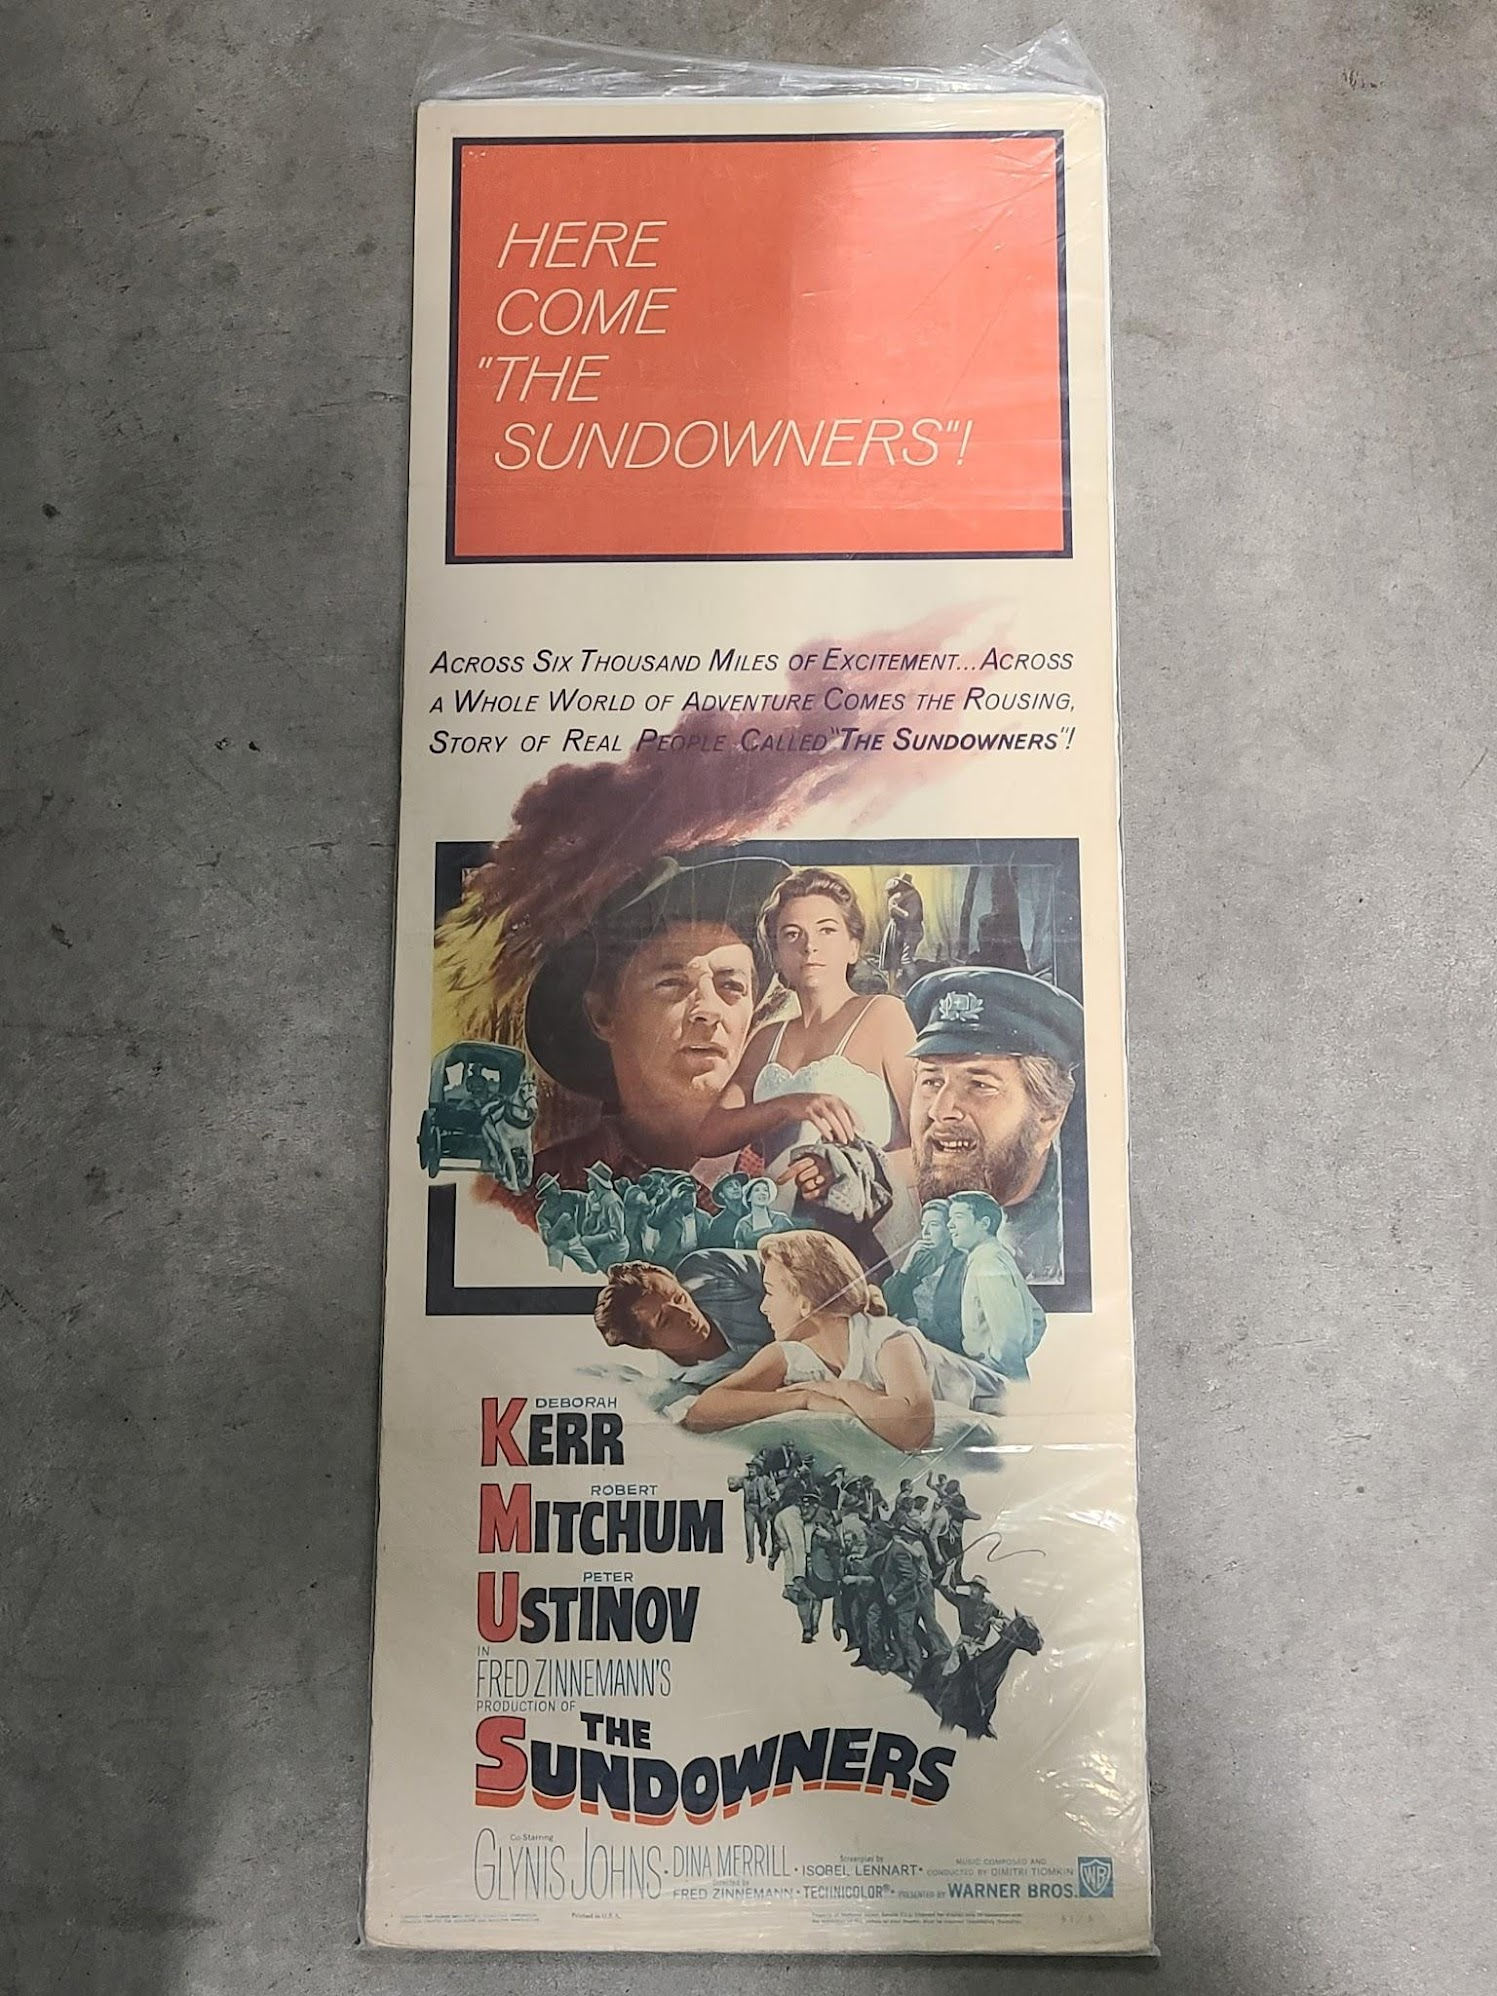 HERE
COME
"THE
SUNDOWNERS"!
ACROSS SIX THOUSAND MILES OF EXCITEMENT...ACROSS
A WHOLE WORLD OF ADVENTURE COMES THE ROUSING,
STORY OF REAL PEOPLE CALLED "THE SUNDOWNERS"!
DEBORAH
KERR
ROBERT
MITCHUM
PETER
USTINOV
IN
FRED ZINNEMANN'S
PRODUCTION OF
THE
SUNDOWNERS
Co-Starring
GLYNIS JOHNS • DINA MERRILL •
Screenplay by
ISOBEL LENNART •
MUSIC COMPOSED AND
CONDUCTED BY DIMITRI TIOMKIN
Directed by
FRED ZINNEMANN • TECHNICOLOR® • PRESENTED BY WARNER BROS.
WB
Printed in U.S.A.